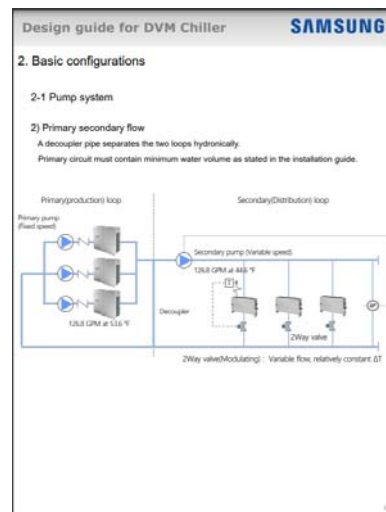 Design guide for DVM Chiller
SAMSUNG
2. Basic configurations
2-1 Pump system
2) Primary secondary flow
A decoupler pipe separates the two loops hydronically.
Primary circuit must contain minimum water volume as stated in the installation guide.
Primary(production) loop
Secondary(Distribution) loop
Primary pump
(fixed speed)
Secondary pump (Variable speed)
126.8 GPM at 44.6 °F
T
Decoupler
126.8 GPM at 53.6 °F
2Way valve
2Way valve(Modulating) : Variable flow, relatively constant ΔT